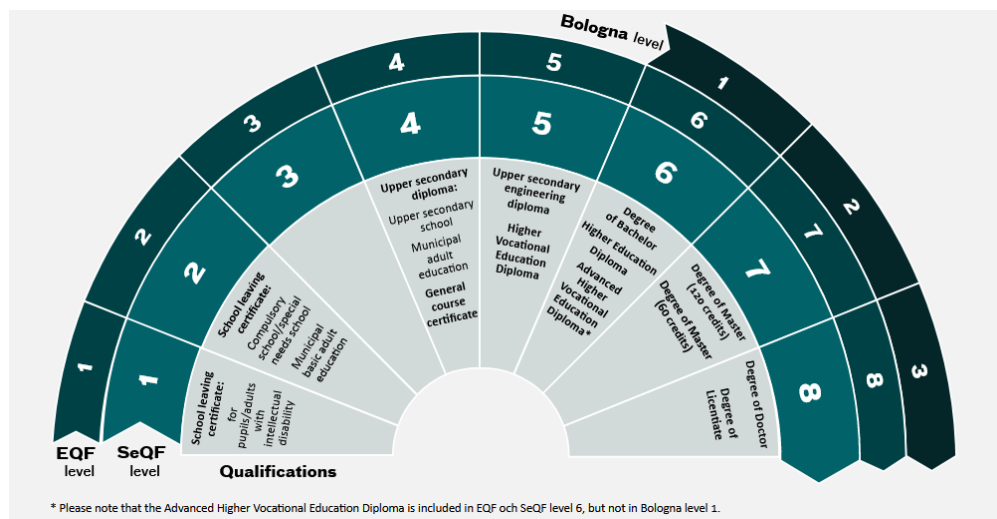 Bologna level
1
2
3
1
2
3
4
5
6
7
8
1
2
3
4
5
6
7
8
School leaving
certificate:
for
pupils/adults
with
intellectual
disability
School leaving
certificate:
Compulsory
school/special
needs school
Municipal
basic adult
education
Upper secondary
diploma:
Upper secondary
school
Municipal
adult
education
General
course
certificate
Upper secondary
engineering
diploma
Higher
Vocational
Education
Diploma
Degree
of Bachelor
Higher Education
Diploma
Advanced
Higher
Vocational
Education
Diploma*
Degree of Master
(120 credits)
Degree of Master
(60 credits)
Degree of Doctor
Degree of
Licentiate
EQF
level
SeQF
level
Qualifications
* Please note that the Advanced Higher Vocational Education Diploma is included in EQF och SeQF level 6, but not in Bologna level 1.